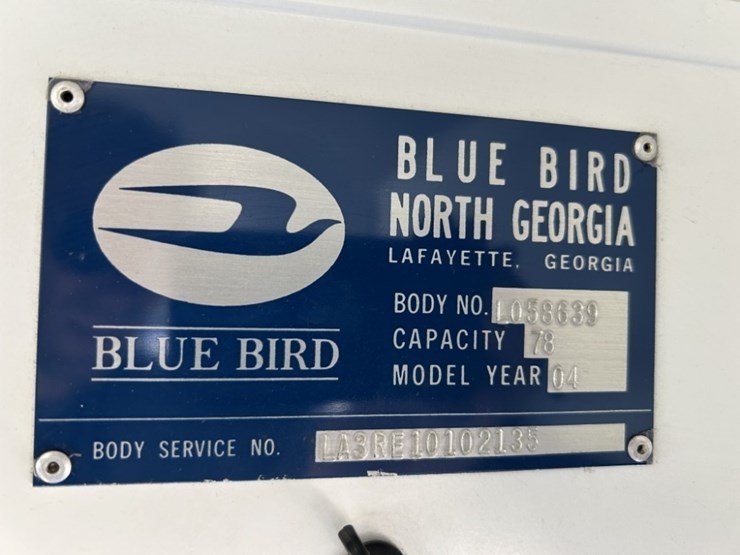 BLUE BIRD
NORTH GEORGIA
LAFAYETTE, GEORGIA
BODY NO. L058639
CAPACITY 78
MODEL YEAR 04
BLUE BIRD
BODY SERVICE NO. LA3RE10102135